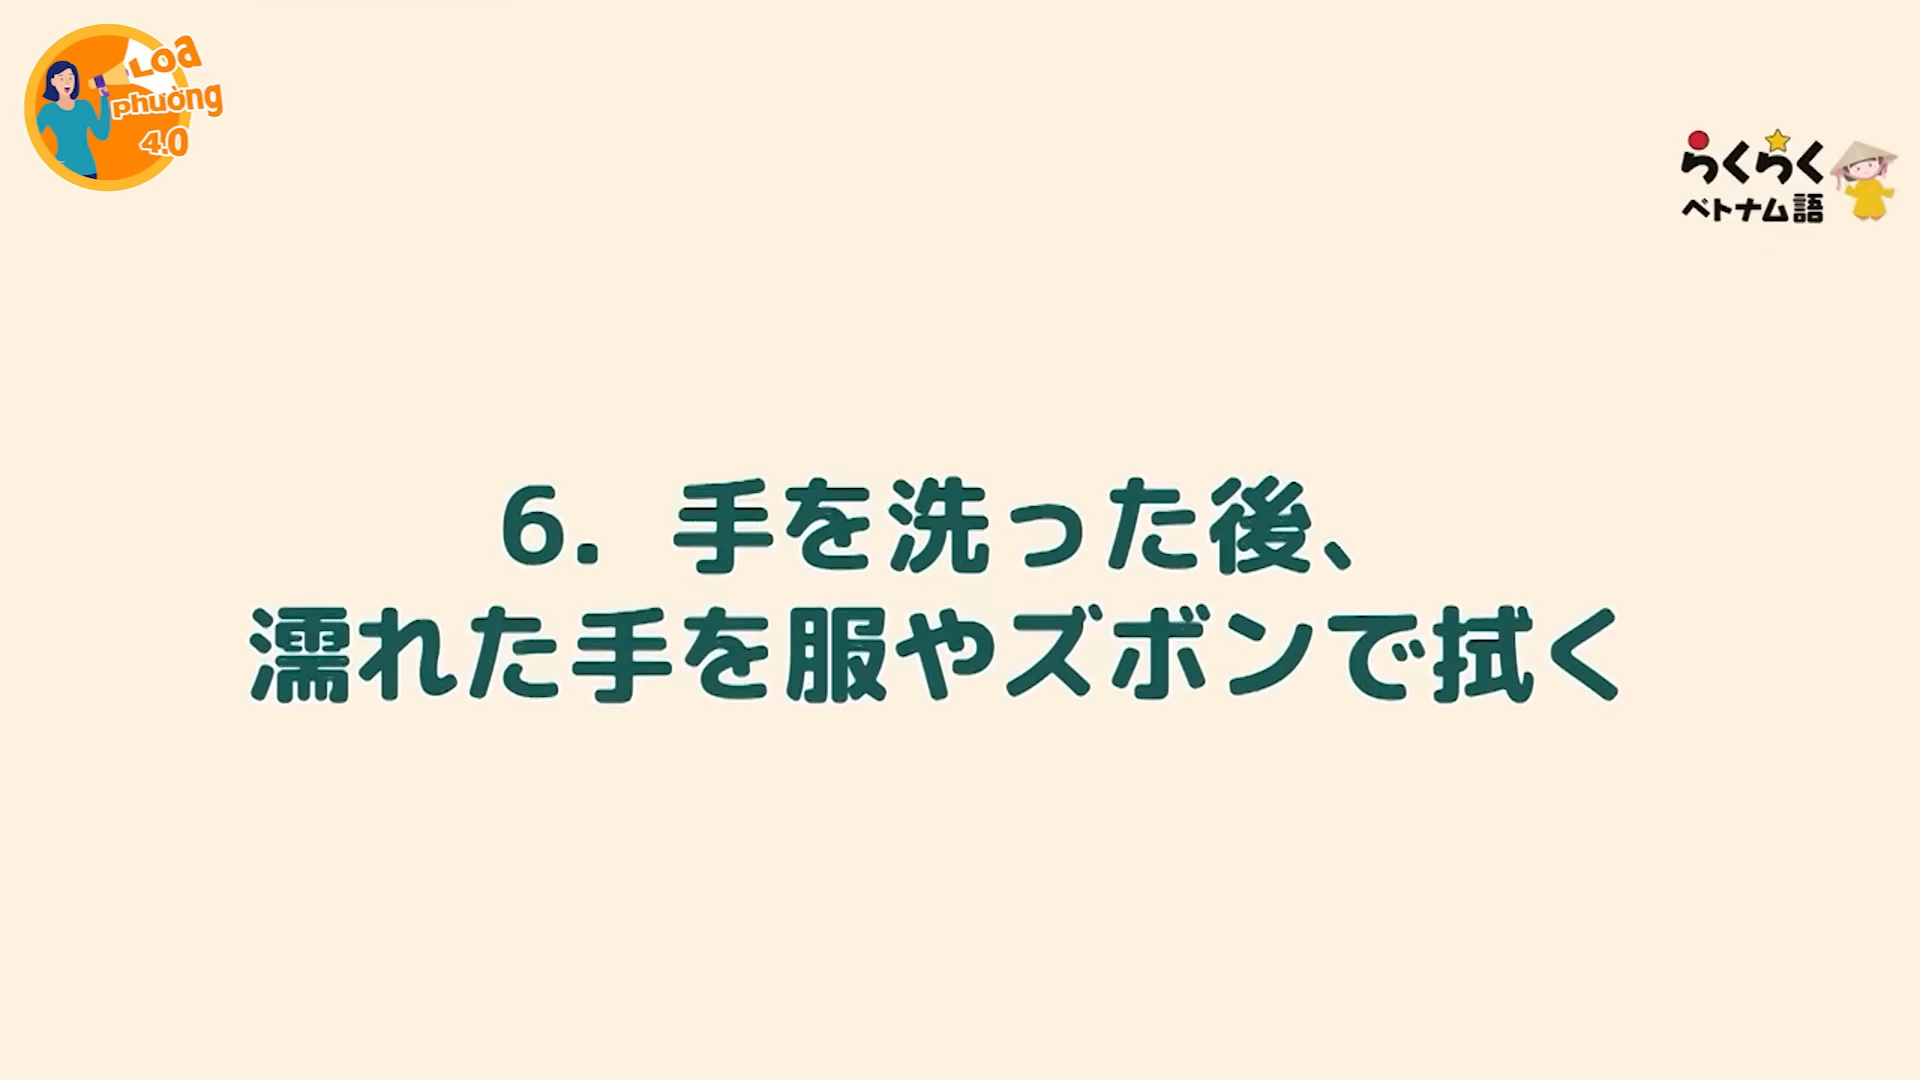 Loa
phường
4.0
らくらく
ベトナム語
6. 手を洗った後、
濡れた手を服やズボンで拭く